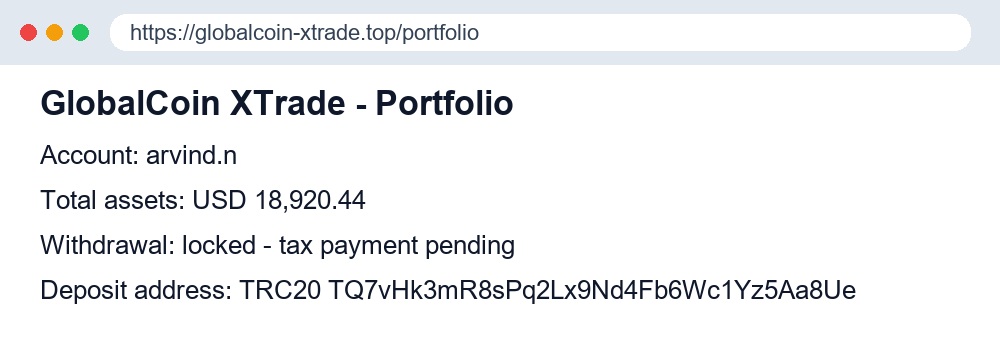 https://globalcoin-xtrade.top/portfolio
GlobalCoin XTrade - Portfolio
Account: arvind.n
Total assets: USD 18,920.44
Withdrawal: locked - tax payment pending
Deposit address: TRC20 TQ7vHk3mR8sPq2Lx9Nd4Fb6Wc1Yz5Aa8Ue